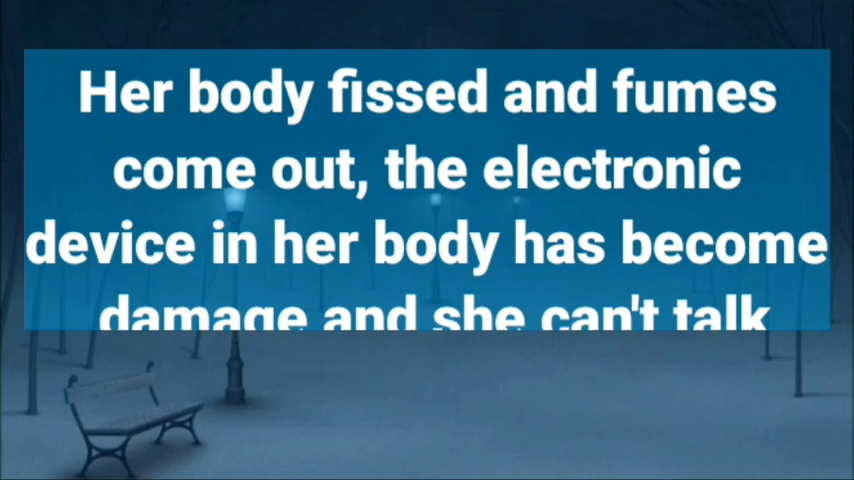 Her body fissed and fumes
come out, the electronic
device in her body has become
damage and she can't talk